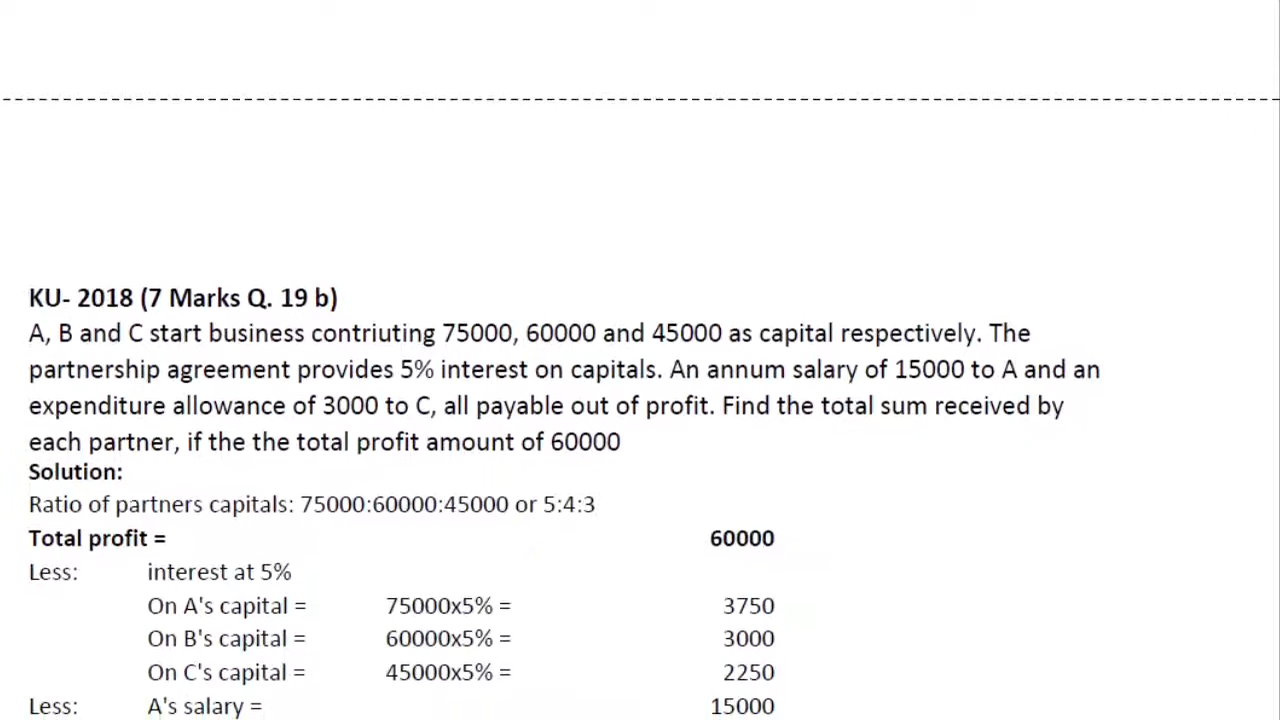 KU- 2018 (7 Marks Q. 19 b)
A, B and C start business contriuting 75000, 60000 and 45000 as capital respectively. The
partnership agreement provides 5% interest on capitals. An annum salary of 15000 to A and an
expenditure allowance of 3000 to C, all payable out of profit. Find the total sum received by
each partner, if the the total profit amount of 60000
Solution:
Ratio of partners capitals: 75000:60000:45000 or 5:4:3
Total profit = 60000
Less: interest at 5%
On A's capital = 75000x5% = 3750
On B's capital = 60000x5% = 3000
On C's capital = 45000x5% = 2250
Less: A's salary = 15000